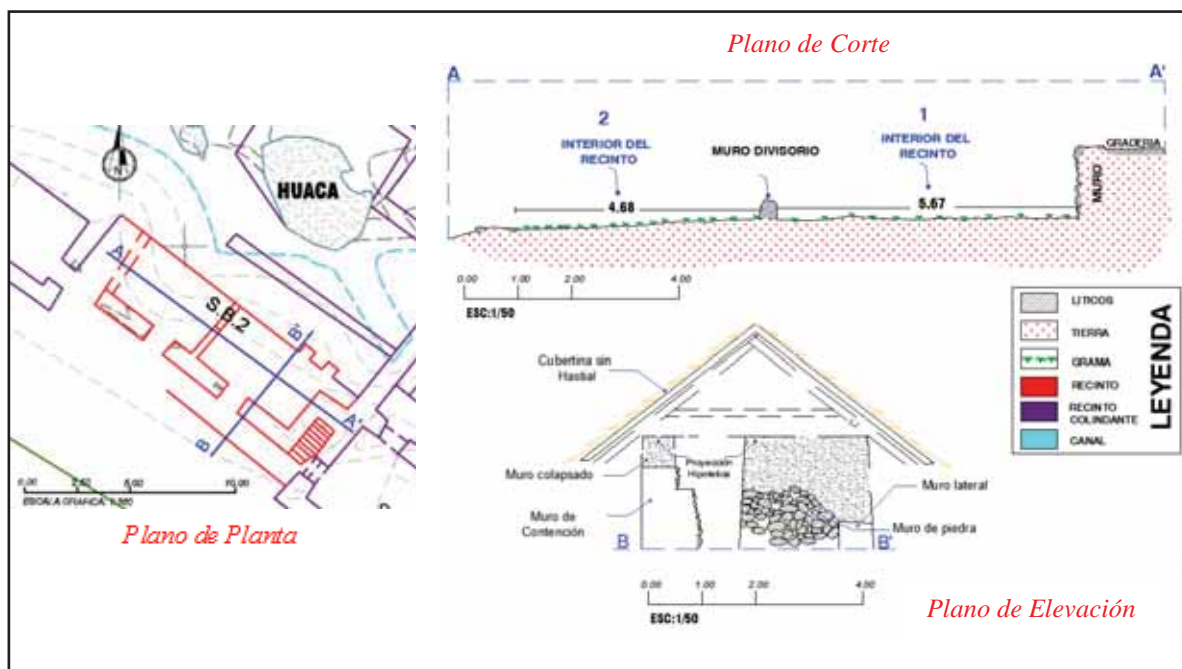 Plano de Corte
A
A'
2
INTERIOR DEL
RECINTO
MURO DIVISORIO
1
INTERIOR DEL
RECINTO
GRADERIA
MURO
4.68
5.67
0.00
1.00
2.00
4.00
ESC:1/50
N
HUACA
A
S.B.2
B'
A'
B
0.00
5.00
10.00
ESCALA GRAFICA
Plano de Planta
LEYENDA
LITICOS
TIERRA
GRAMA
RECINTO
RECINTO
COLINDANTE
CANAL
Cubertina sin
Hastial
Muro colapsado
Proyección
Hipotetica
Muro lateral
Muro de
Contención
Muro de piedra
B
B'
0.00
1.00
2.00
4.00
ESC:1/50
Plano de Elevación